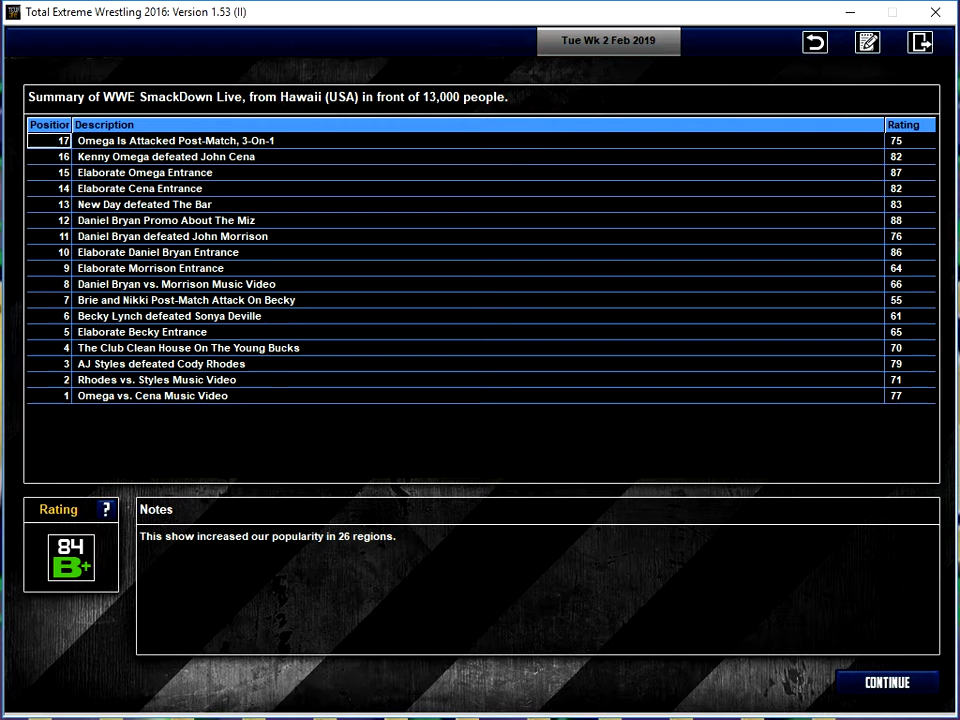 Total Extreme Wrestling 2016: Version 1.53 (II)
Tue Wk 2 Feb 2019
Summary of WWE SmackDown Live, from Hawaii (USA) in front of 13,000 people.
Position Description Rating
17 Omega Is Attacked Post-Match, 3-On-1 75
16 Kenny Omega defeated John Cena 82
15 Elaborate Omega Entrance 87
14 Elaborate Cena Entrance 82
13 New Day defeated The Bar 83
12 Daniel Bryan Promo About The Miz 88
11 Daniel Bryan defeated John Morrison 76
10 Elaborate Daniel Bryan Entrance 86
9 Elaborate Morrison Entrance 64
8 Daniel Bryan vs. Morrison Music Video 66
7 Brie and Nikki Post-Match Attack On Becky 55
6 Becky Lynch defeated Sonya Deville 61
5 Elaborate Becky Entrance 65
4 The Club Clean House On The Young Bucks 70
3 AJ Styles defeated Cody Rhodes 79
2 Rhodes vs. Styles Music Video 71
1 Omega vs. Cena Music Video 77
Rating ?
84
B+
Notes
This show increased our popularity in 26 regions.
CONTINUE